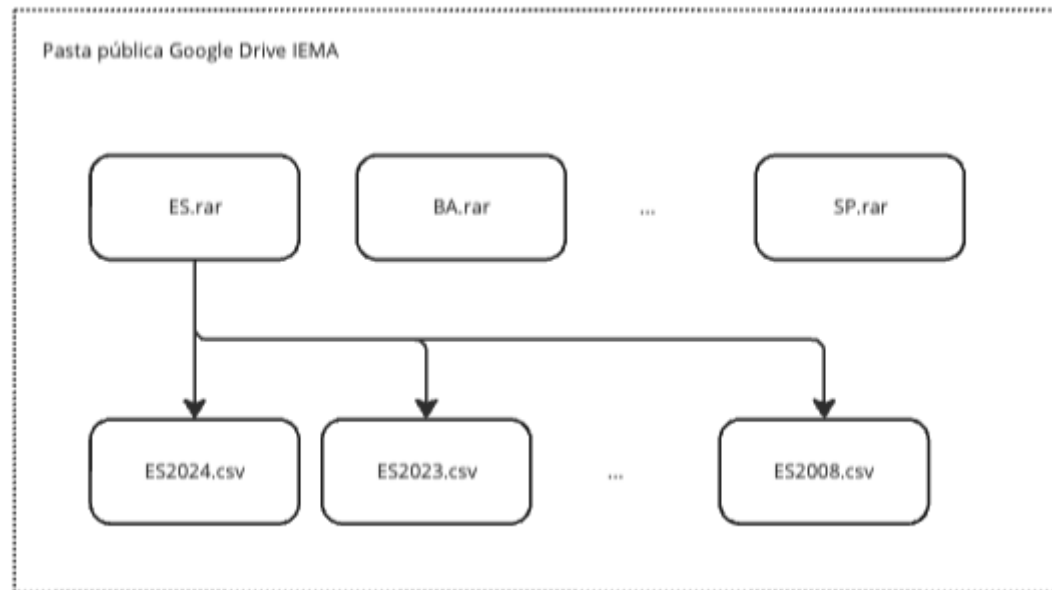 Pasta pública Google Drive IEMA
ES.rar
BA.rar
...
SP.rar
ES2024.csv
ES2023.csv
...
ES2008.csv